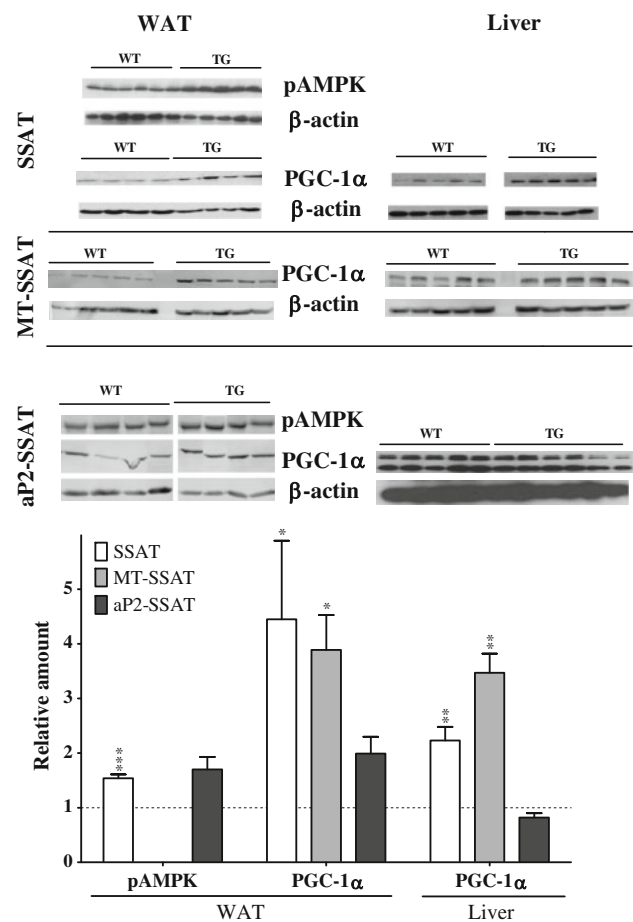 WAT Liver
WT TG
pAMPK
β-actin
SSAT
WT TG WT TG
PGC-1α
β-actin
WT TG WT TG
MT-SSAT
PGC-1α
β-actin
WT TG
aP2-SSAT
pAMPK
WT TG
PGC-1α
β-actin
SSAT
MT-SSAT
aP2-SSAT
Relative amount
5
4
3
2
1
0
***
*
*
**
**
pAMPK PGC-1α PGC-1α
WAT Liver